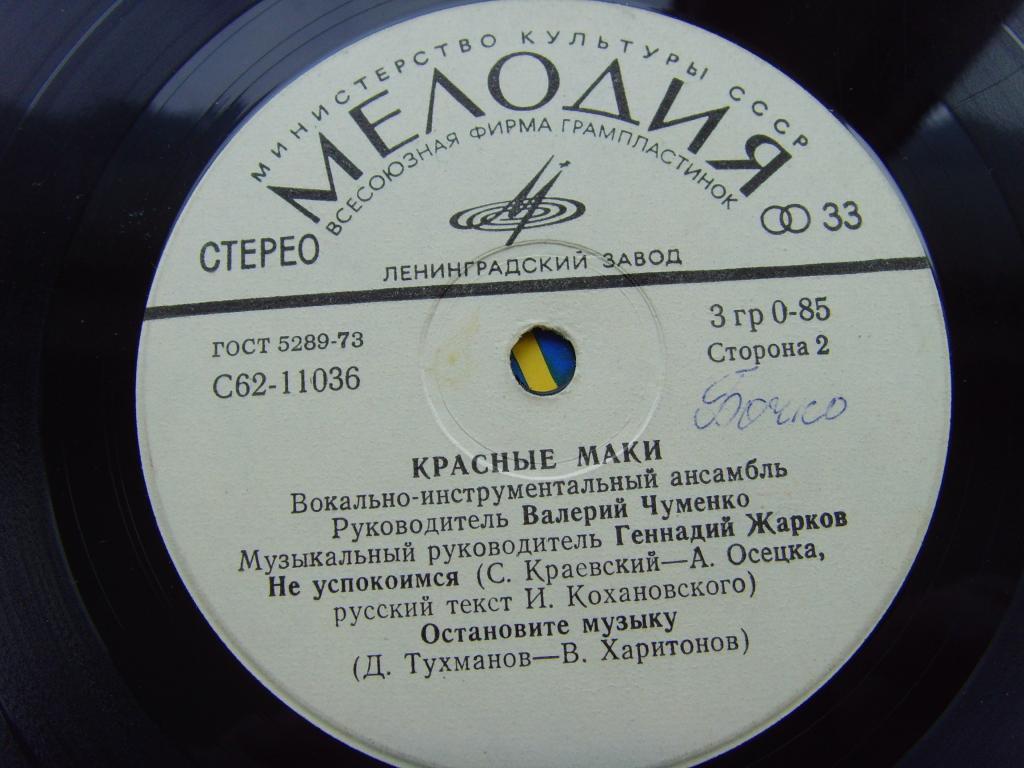 МИНИСТЕРСТВО КУЛЬТУРЫ СССР
МЕЛОДИЯ
ВСЕСОЮЗНАЯ ФИРМА ГРАМПЛАСТИНОК
СТЕРЕО
33
ЛЕНИНГРАДСКИЙ ЗАВОД
ГОСТ 5289-73
С62-11036
3 гр 0-85
Сторона 2
Бочко
КРАСНЫЕ МАКИ
Вокально-инструментальный ансамбль
Руководитель Валерий Чуменко
Музыкальный руководитель Геннадий Жарков
Не успокоимся (С. Краевский—А. Осецка,
русский текст И. Кохановского)
Остановите музыку
(Д. Тухманов—В. Харитонов)